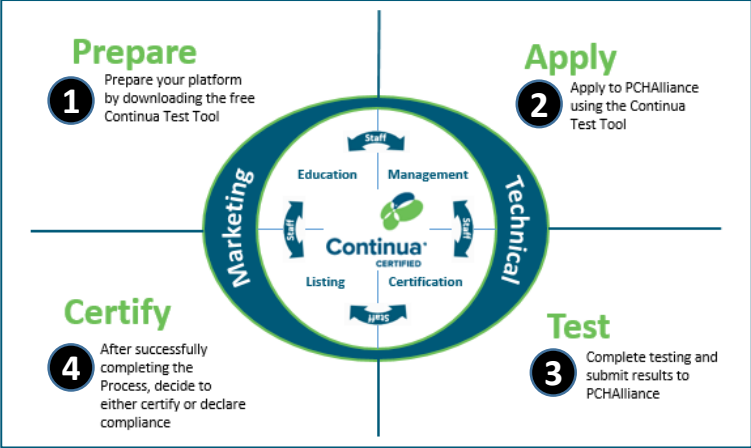 Prepare
1
Prepare your platform
by downloading the free
Continua Test Tool
Apply
2
Apply to PCHAlliance
using the Continua
Test Tool
Marketing
Technical
Staff
Education
Management
Staff
Staff
Continua
CERTIFIED
Listing
Certification
Staff
Certify
4
After successfully
completing the
Process, decide to
either certify or declare
compliance
Test
3
Complete testing and
submit results to
PCHAlliance